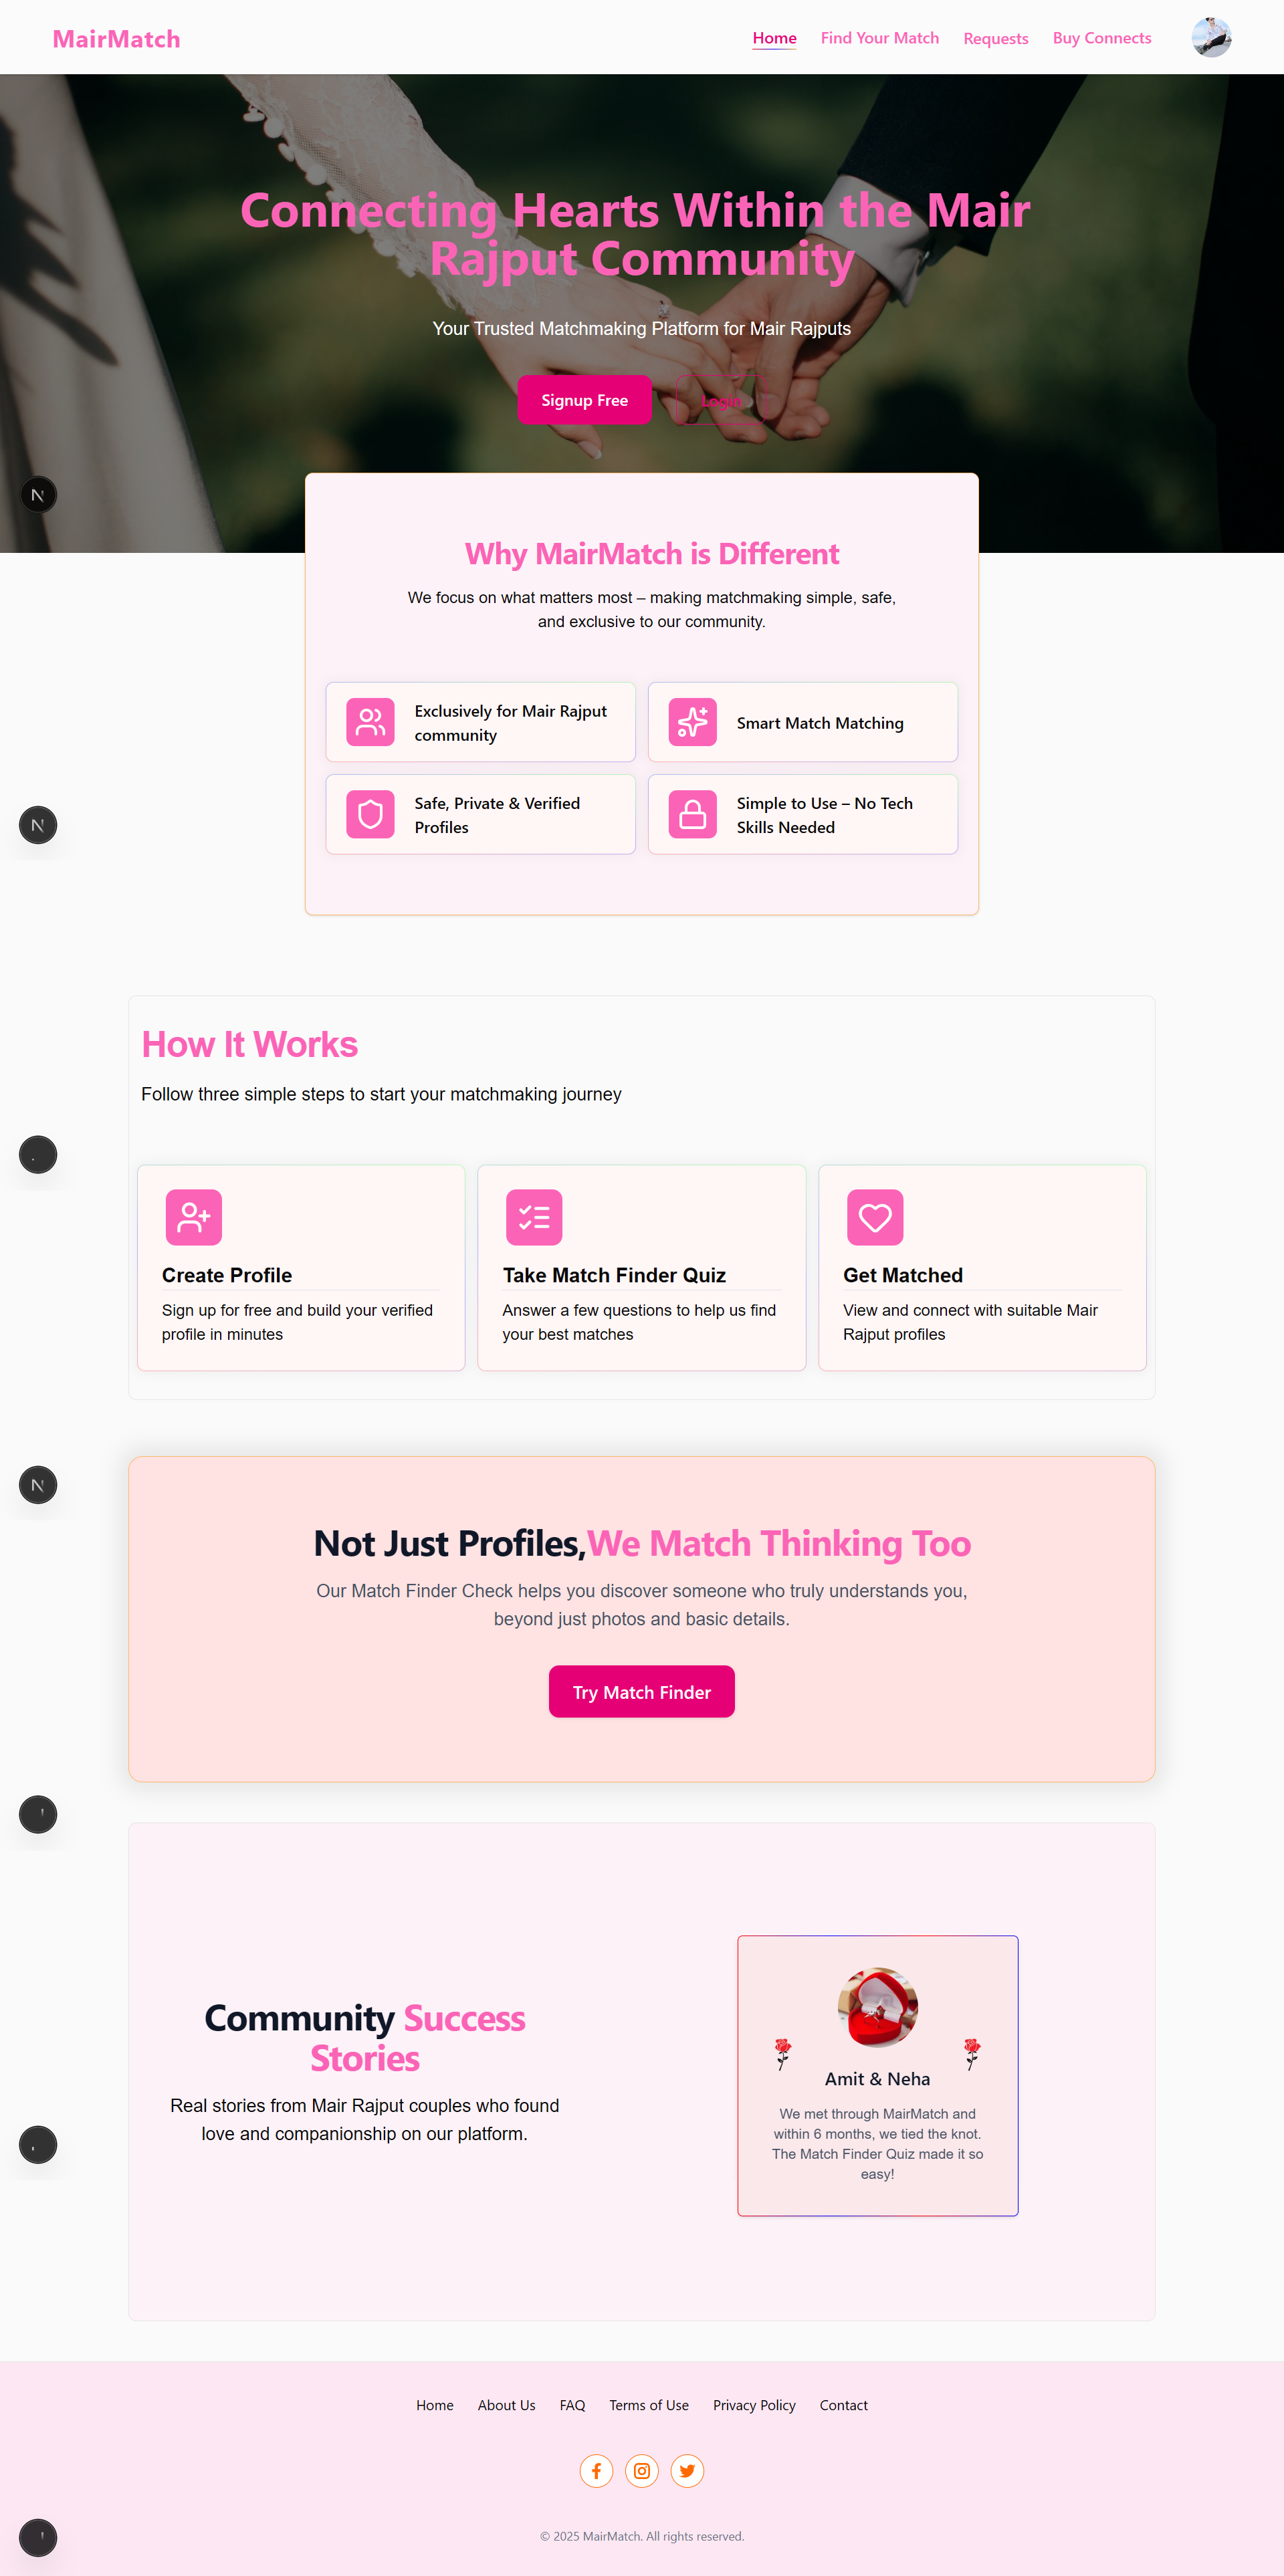 MairMatch
Home Find Your Match Requests Buy Connects
Connecting Hearts Within the Mair
Rajput Community
Your Trusted Matchmaking Platform for Mair Rajputs
Signup Free Login
N
Why MairMatch is Different
We focus on what matters most – making matchmaking simple, safe,
and exclusive to our community.
Exclusively for Mair Rajput
community
Smart Match Matching
N
Safe, Private & Verified
Profiles
Simple to Use – No Tech
Skills Needed
How It Works
Follow three simple steps to start your matchmaking journey
Create Profile
Sign up for free and build your verified
profile in minutes
Take Match Finder Quiz
Answer a few questions to help us find
your best matches
Get Matched
View and connect with suitable Mair
Rajput profiles
N
Not Just Profiles,We Match Thinking Too
Our Match Finder Check helps you discover someone who truly understands you,
beyond just photos and basic details.
Try Match Finder
Community Success
Stories
Real stories from Mair Rajput couples who found
love and companionship on our platform.
Amit & Neha
We met through MairMatch and
within 6 months, we tied the knot.
The Match Finder Quiz made it so
easy!
Home About Us FAQ Terms of Use Privacy Policy Contact
© 2025 MairMatch. All rights reserved.